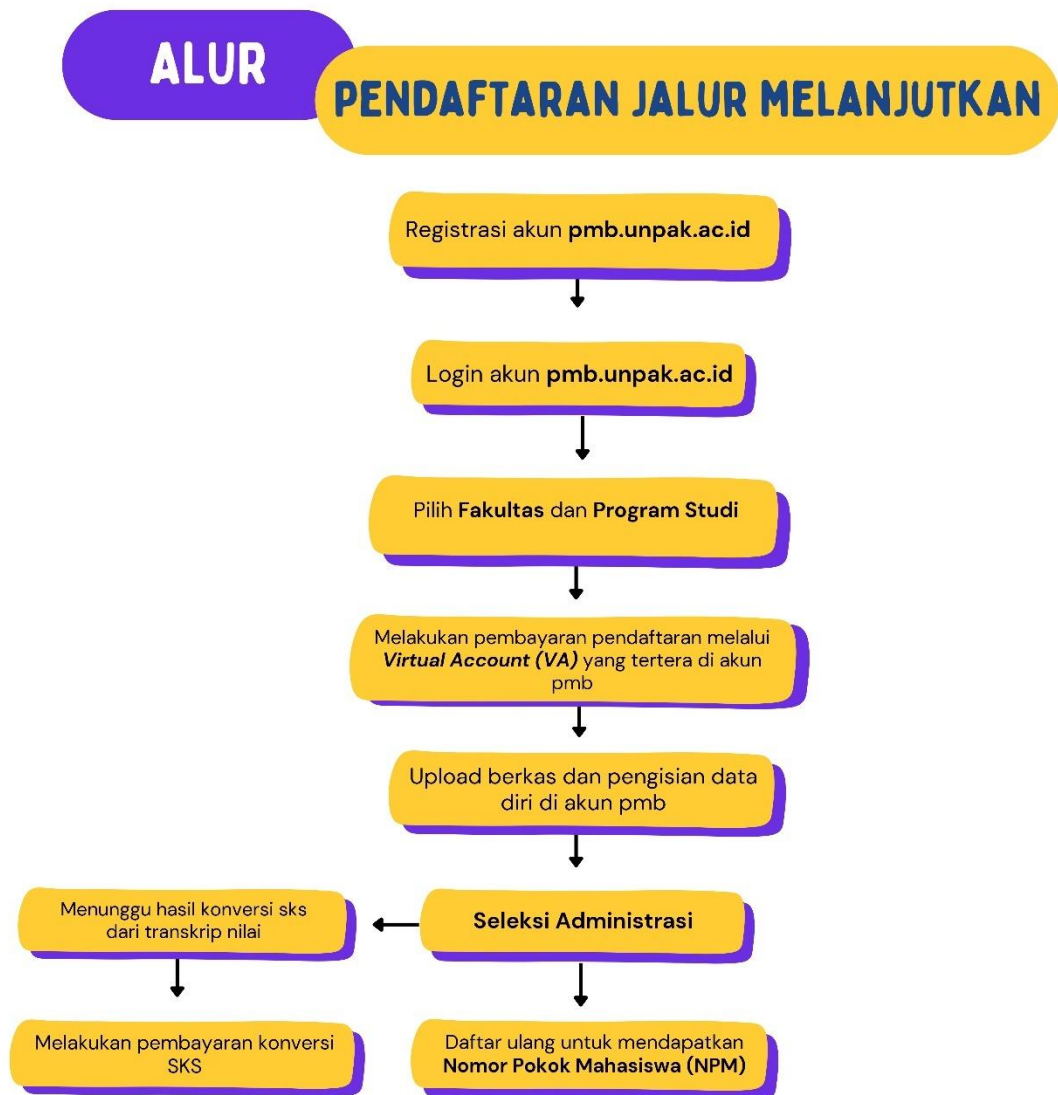 ALUR
PENDAFTARAN JALUR MELANJUTKAN
Registrasi akun pmb.unpak.ac.id
Login akun pmb.unpak.ac.id
Pilih Fakultas dan Program Studi
Melakukan pembayaran pendaftaran melalui
Virtual Account (VA) yang tertera di akun
pmb
Upload berkas dan pengisian data
diri di akun pmb
Seleksi Administrasi
Menunggu hasil konversi sks
dari transkrip nilai
Melakukan pembayaran konversi
SKS
Daftar ulang untuk mendapatkan
Nomor Pokok Mahasiswa (NPM)